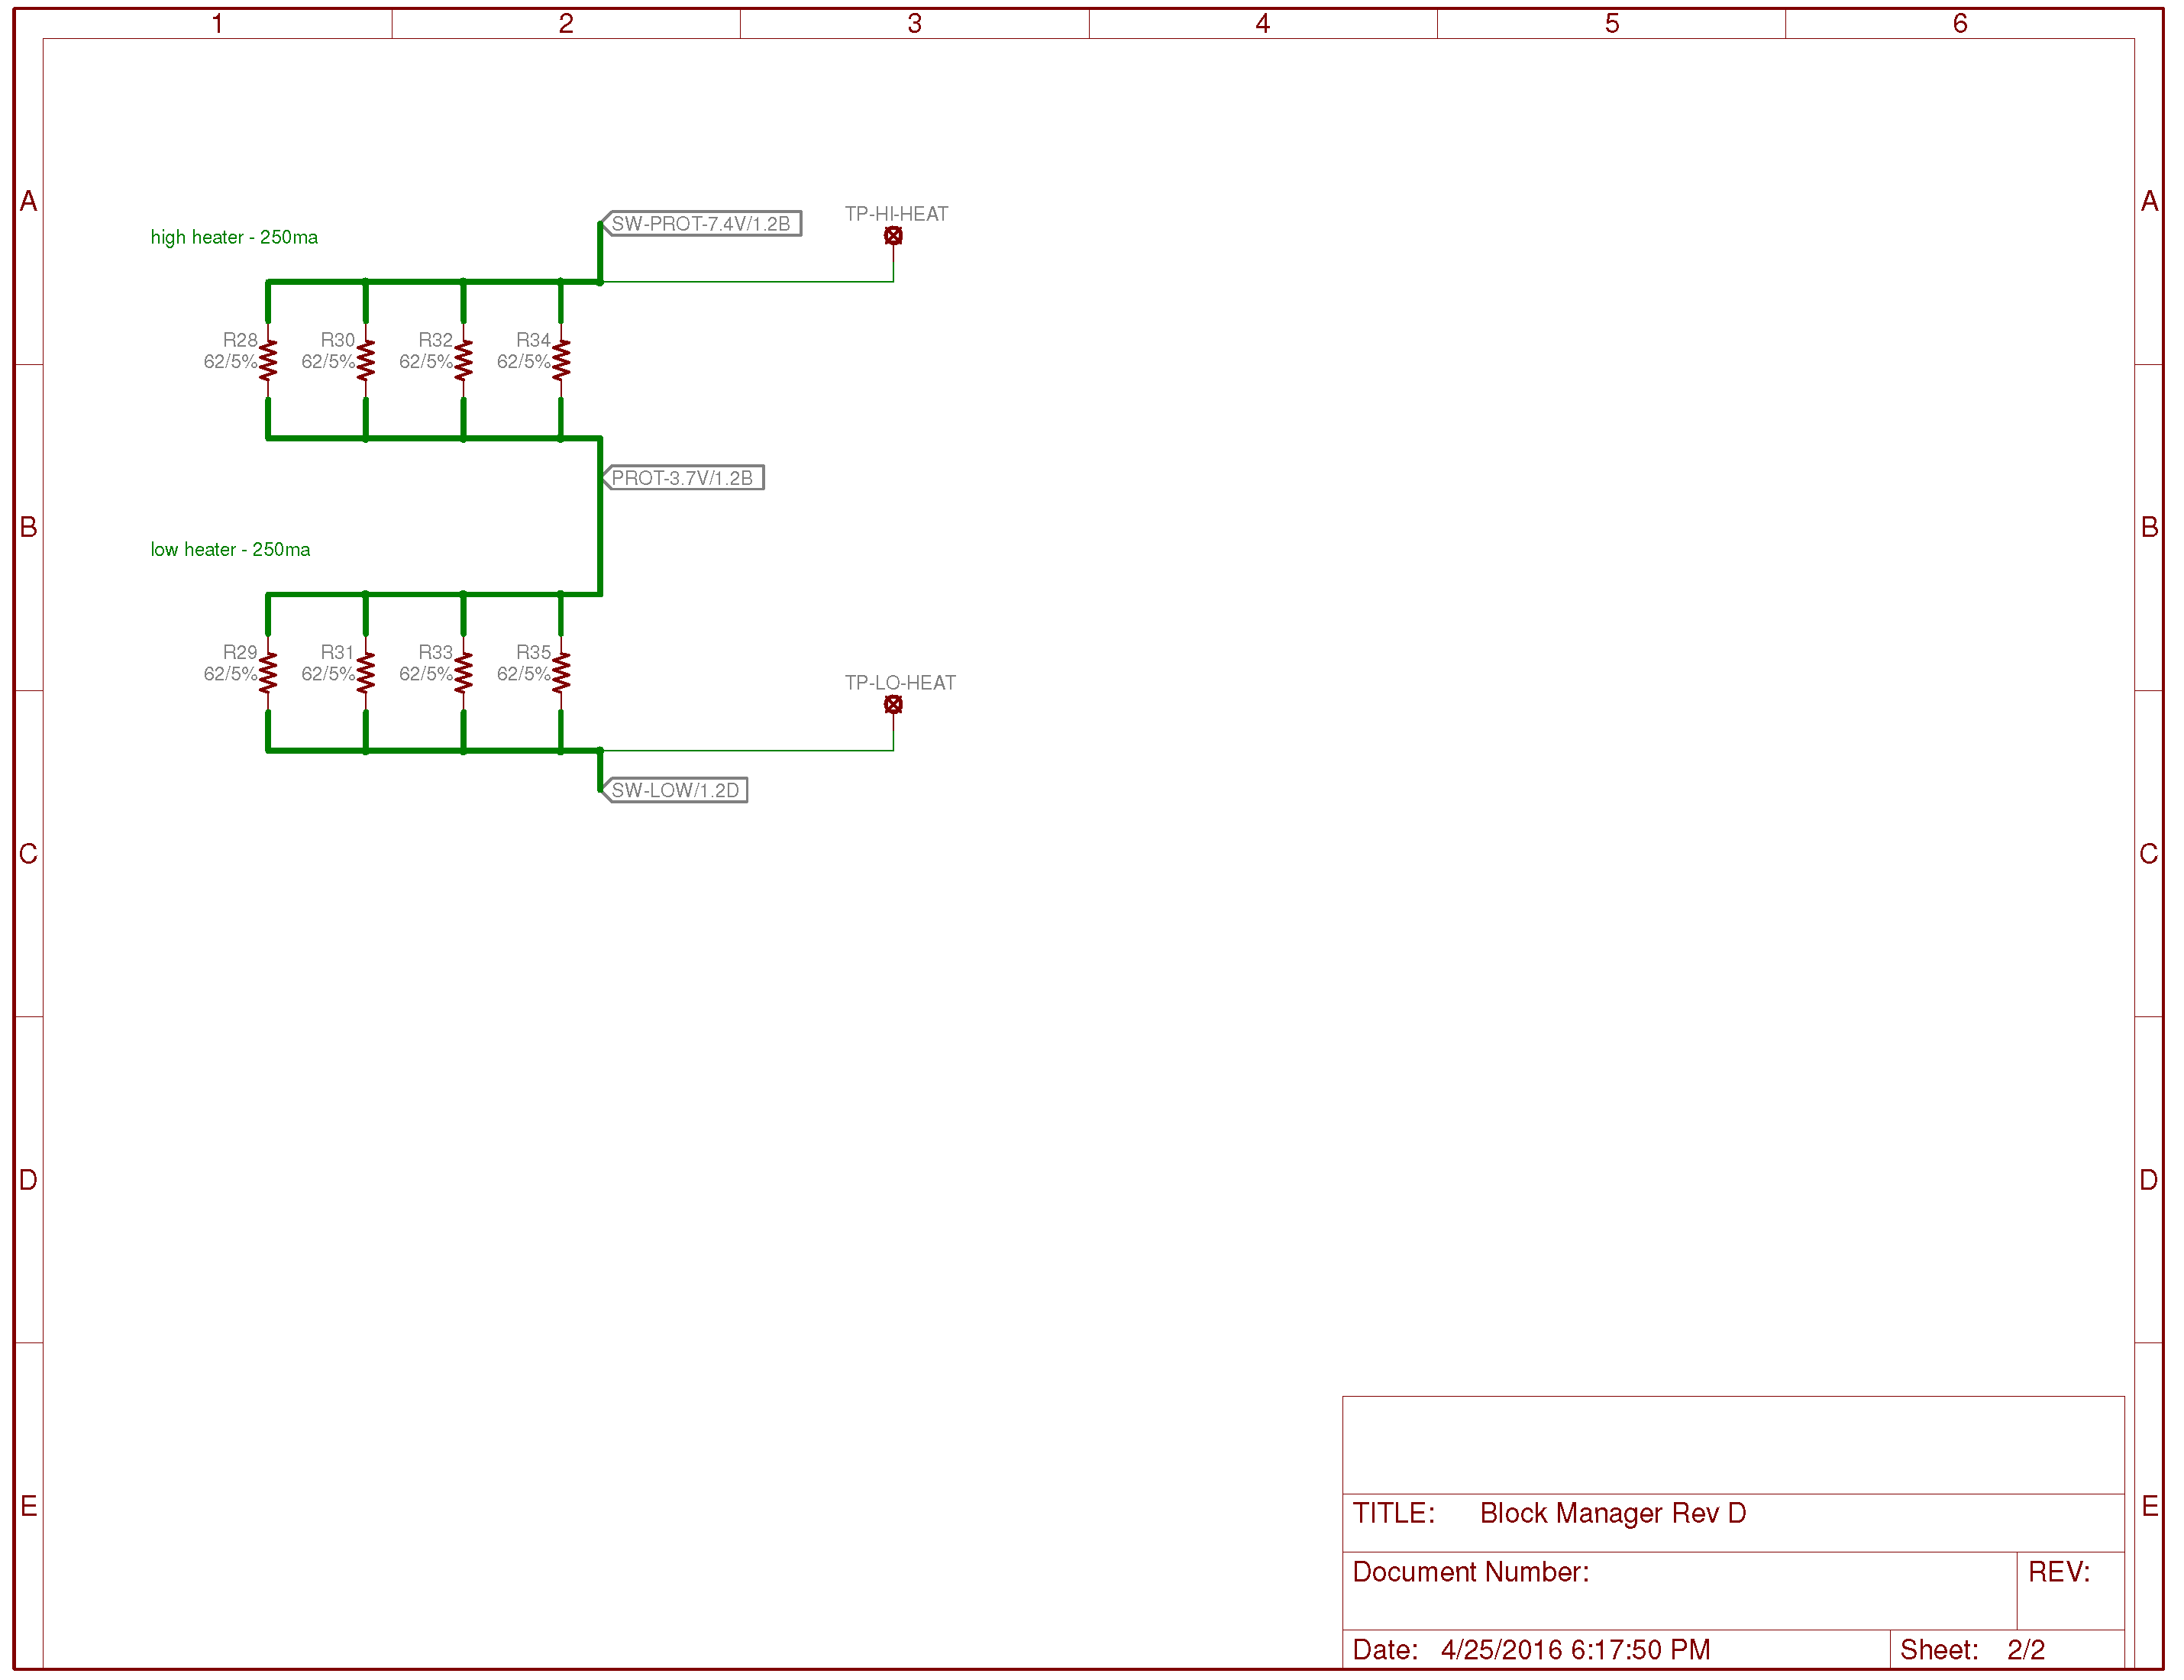 1 2 3 4 5 6
A A
SW-PROT-7.4V/1.2B
TP-HI-HEAT
high heater - 250ma
R28 R30 R32 R34
62/5% 62/5% 62/5% 62/5%
PROT-3.7V/1.2B
B B
low heater - 250ma
R29 R31 R33 R35
62/5% 62/5% 62/5% 62/5%
TP-LO-HEAT
SW-LOW/1.2D
C C
D D
E E
TITLE: Block Manager Rev D
Document Number: REV:
Date: 4/25/2016 6:17:50 PM Sheet: 2/2